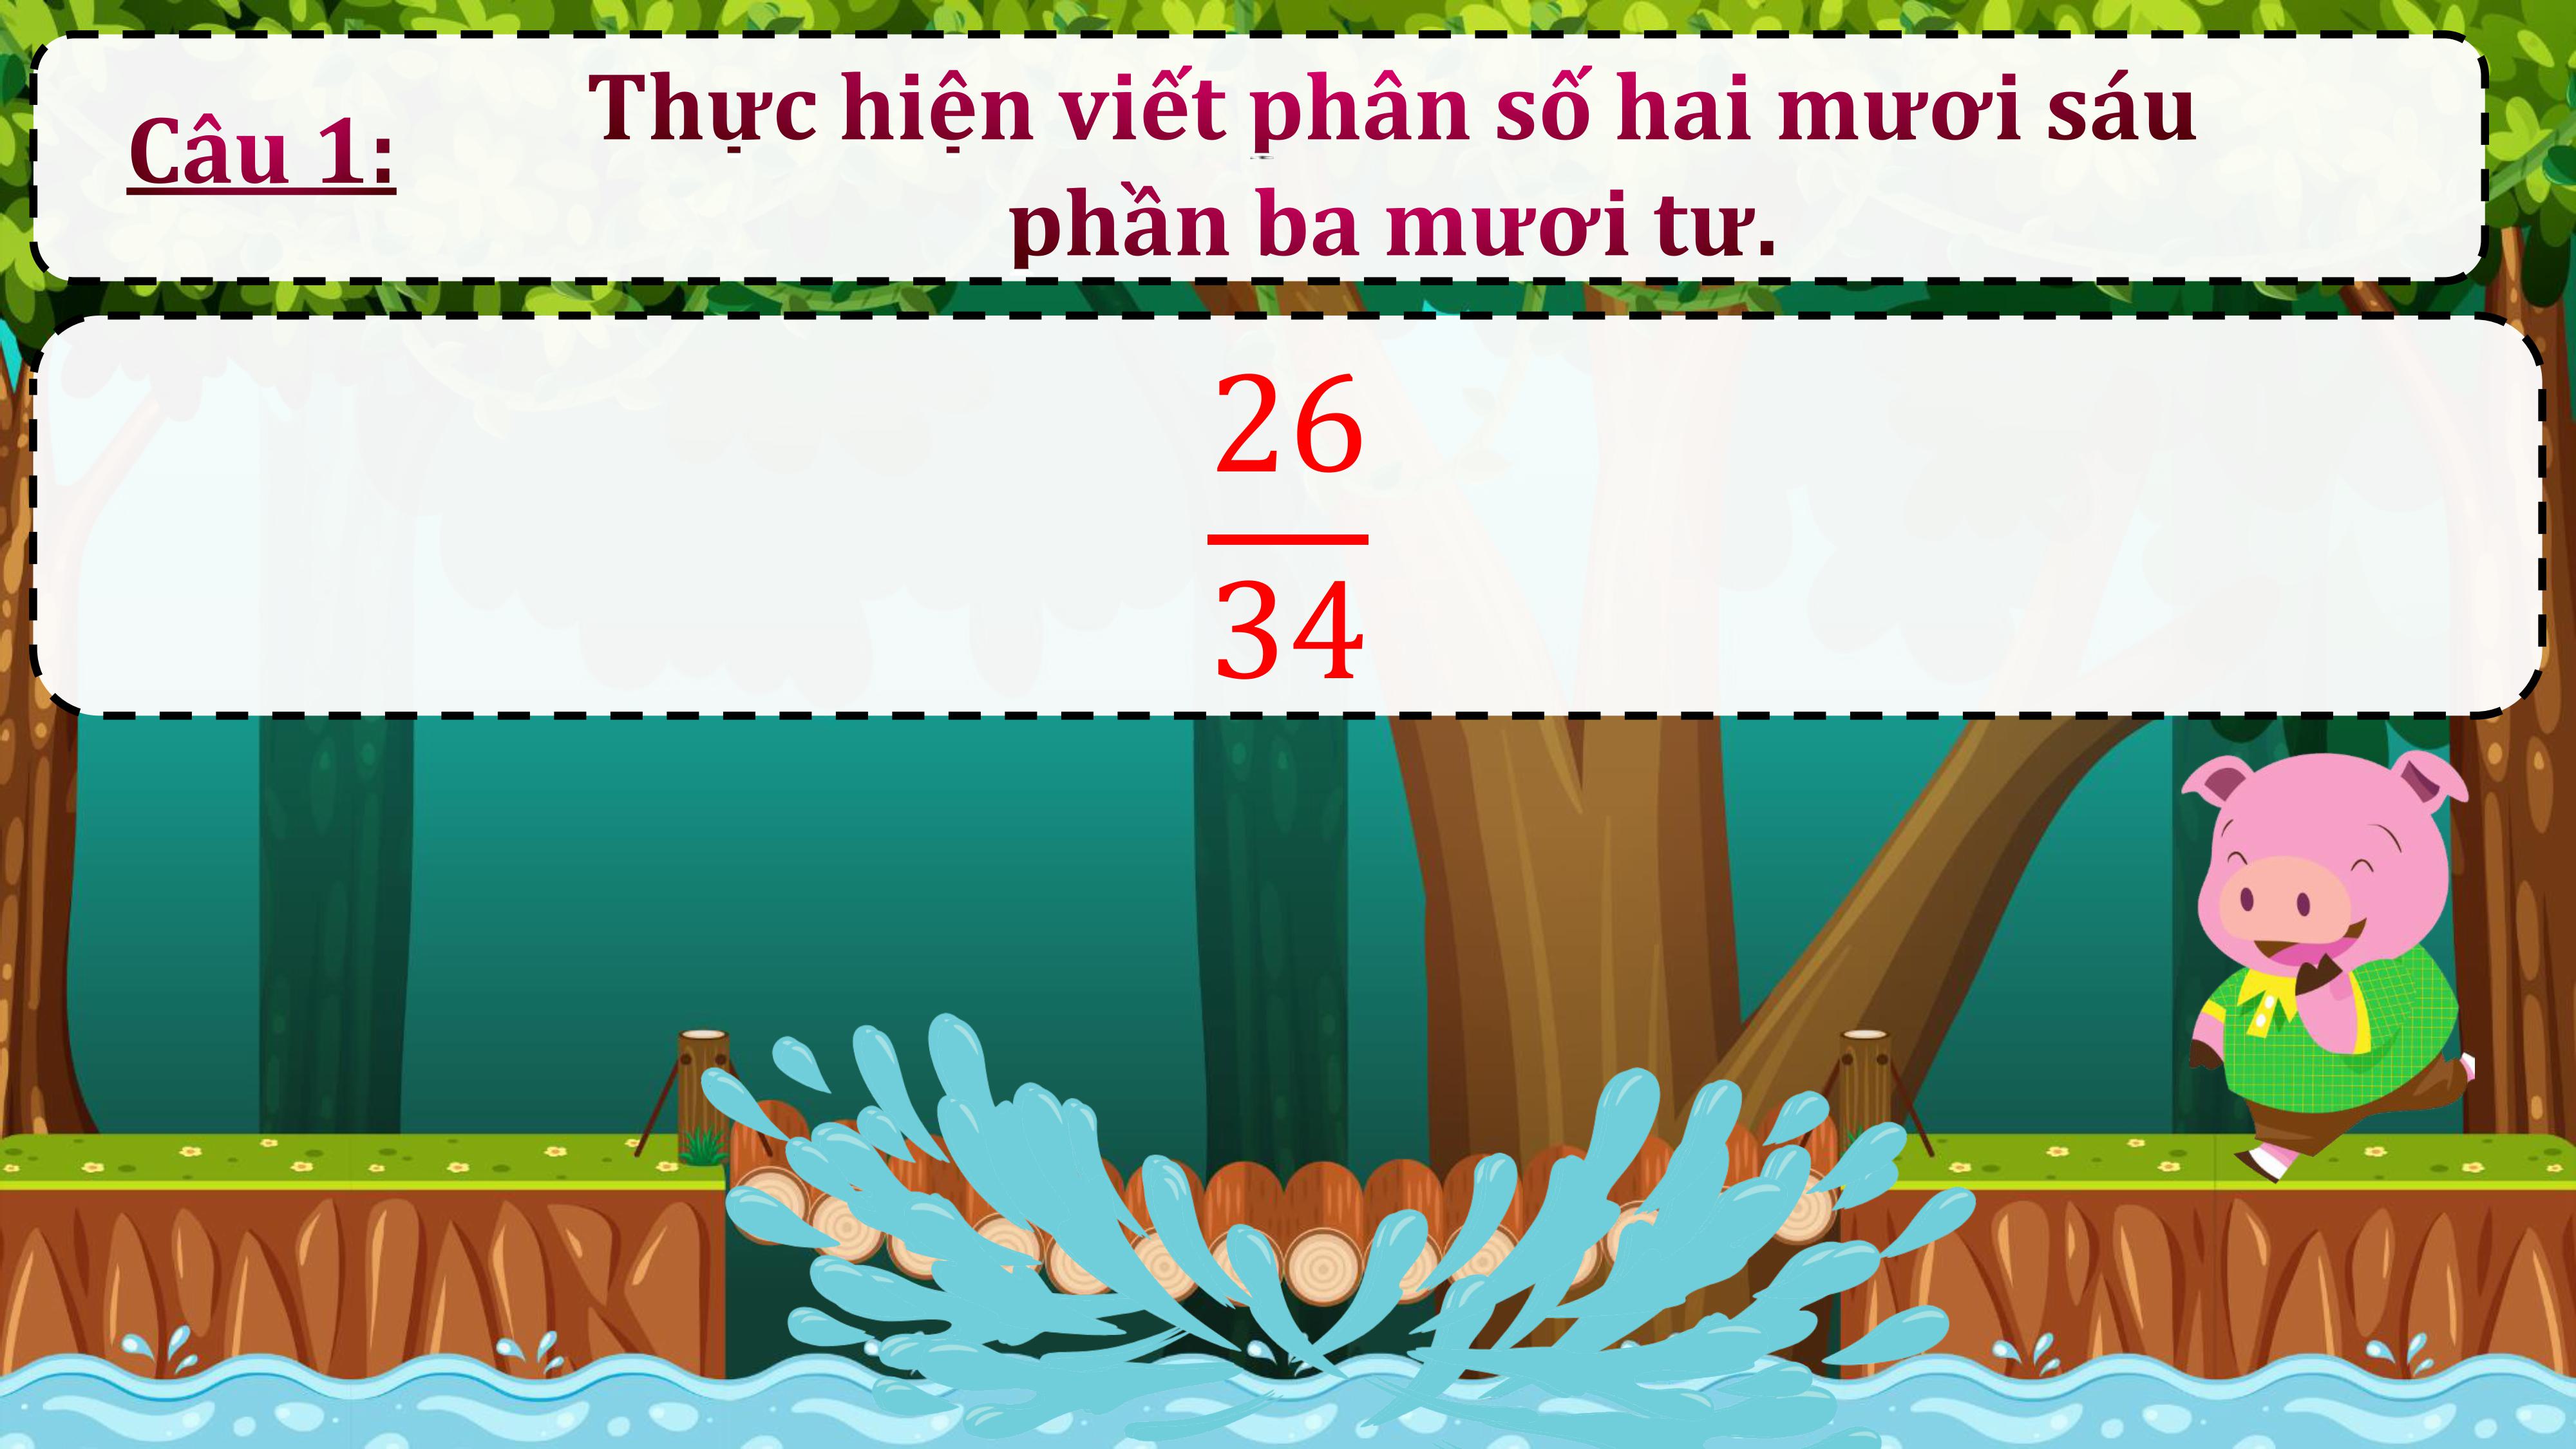 Câu 1:
Thực hiện viết phân số hai mươi sáu
phần ba mươi tư.
26
34